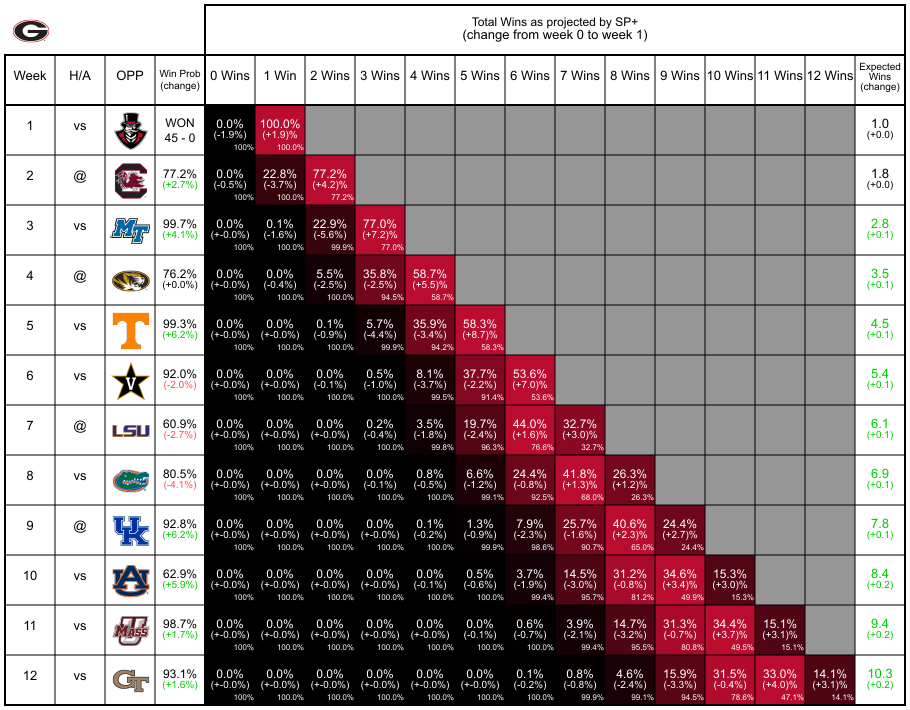 G
Total Wins as projected by SP+
(change from week 0 to week 1)
Week H/A OPP Win Prob (change) 0 Wins 1 Win 2 Wins 3 Wins 4 Wins 5 Wins 6 Wins 7 Wins 8 Wins 9 Wins 10 Wins 11 Wins 12 Wins Expected Wins (change)
1 vs WON 0.0% 100.0% 1.0
45 - 0 (-1.9%) (+1.9)% (+0.0)
100% 100.0%
2 @ C 77.2% 0.0% 22.8% 77.2% 1.8
(+2.7%) (-0.5%) (-3.7%) (+4.2)% (+0.0)
100% 100.0% 77.2%
3 vs MT 99.7% 0.0% 0.1% 22.9% 77.0% 2.8
(+4.1%) (+-0.0%) (-1.6%) (-5.6%) (+7.2)% (+0.1)
100% 100.0% 99.9% 77.0%
4 @ 76.2% 0.0% 0.0% 5.5% 35.8% 58.7% 3.5
(+0.0%) (+-0.0%) (-0.4%) (-2.5%) (-2.5%) (+5.5)% (+0.1)
100% 100.0% 100.0% 94.5% 58.7%
5 vs T 99.3% 0.0% 0.0% 0.1% 5.7% 35.9% 58.3% 4.5
(+6.2%) (+-0.0%) (+-0.0%) (-0.9%) (-4.4%) (-3.4%) (+8.7)% (+0.1)
100% 100.0% 100.0% 99.9% 94.2% 58.3%
6 vs V 92.0% 0.0% 0.0% 0.0% 0.5% 8.1% 37.7% 53.6% 5.4
(-2.0%) (+-0.0%) (+-0.0%) (-0.1%) (-1.0%) (-3.7%) (-2.2%) (+7.0)% (+0.1)
100% 100.0% 100.0% 100.0% 99.5% 91.4% 53.6%
7 @ LSU 60.9% 0.0% 0.0% 0.0% 0.2% 3.5% 19.7% 44.0% 32.7% 6.1
(-2.7%) (+-0.0%) (+-0.0%) (+-0.0%) (-0.4%) (-1.8%) (-2.4%) (+1.6)% (+3.0)% (+0.1)
100% 100.0% 100.0% 100.0% 99.8% 96.3% 76.6% 32.7%
8 vs 80.5% 0.0% 0.0% 0.0% 0.0% 0.8% 6.6% 24.4% 41.8% 26.3% 6.9
(-4.1%) (+-0.0%) (+-0.0%) (+-0.0%) (-0.1%) (-0.5%) (-1.2%) (-0.8%) (+1.3)% (+1.2)% (+0.1)
100% 100.0% 100.0% 100.0% 100.0% 99.1% 92.5% 68.0% 26.3%
9 @ UK 92.8% 0.0% 0.0% 0.0% 0.0% 0.1% 1.3% 7.9% 25.7% 40.6% 24.4% 7.8
(+6.2%) (+-0.0%) (+-0.0%) (+-0.0%) (+-0.0%) (-0.2%) (-0.9%) (-2.3%) (-1.6%) (+2.3)% (+2.7)% (+0.1)
100% 100.0% 100.0% 100.0% 100.0% 99.9% 98.6% 90.7% 65.0% 24.4%
10 vs AU 62.9% 0.0% 0.0% 0.0% 0.0% 0.0% 0.5% 3.7% 14.5% 31.2% 34.6% 15.3% 8.4
(+5.9%) (+-0.0%) (+-0.0%) (+-0.0%) (+-0.0%) (-0.1%) (-0.6%) (-1.9%) (-3.0%) (-0.8%) (+3.4)% (+3.0)% (+0.2)
100% 100.0% 100.0% 100.0% 100.0% 100.0% 99.4% 95.7% 81.2% 49.9% 15.3%
11 vs UMASS 98.7% 0.0% 0.0% 0.0% 0.0% 0.0% 0.0% 0.6% 3.9% 14.7% 31.3% 34.4% 15.1% 9.4
(+1.7%) (+-0.0%) (+-0.0%) (+-0.0%) (+-0.0%) (+-0.0%) (-0.1%) (-0.7%) (-2.1%) (-3.2%) (-0.7%) (+3.7)% (+3.1)% (+0.2)
100% 100.0% 100.0% 100.0% 100.0% 100.0% 100.0% 99.4% 95.5% 80.8% 49.5% 15.1%
12 vs GT 93.1% 0.0% 0.0% 0.0% 0.0% 0.0% 0.0% 0.1% 0.8% 4.6% 15.9% 31.5% 33.0% 14.1% 10.3
(+1.6%) (+-0.0%) (+-0.0%) (+-0.0%) (+-0.0%) (+-0.0%) (+-0.0%) (-0.2%) (-0.8%) (-2.4%) (-3.3%) (-0.4%) (+4.0)% (+3.1)% (+0.2)
100% 100.0% 100.0% 100.0% 100.0% 100.0% 100.0% 99.9% 99.1% 94.5% 78.6% 47.1% 14.1%